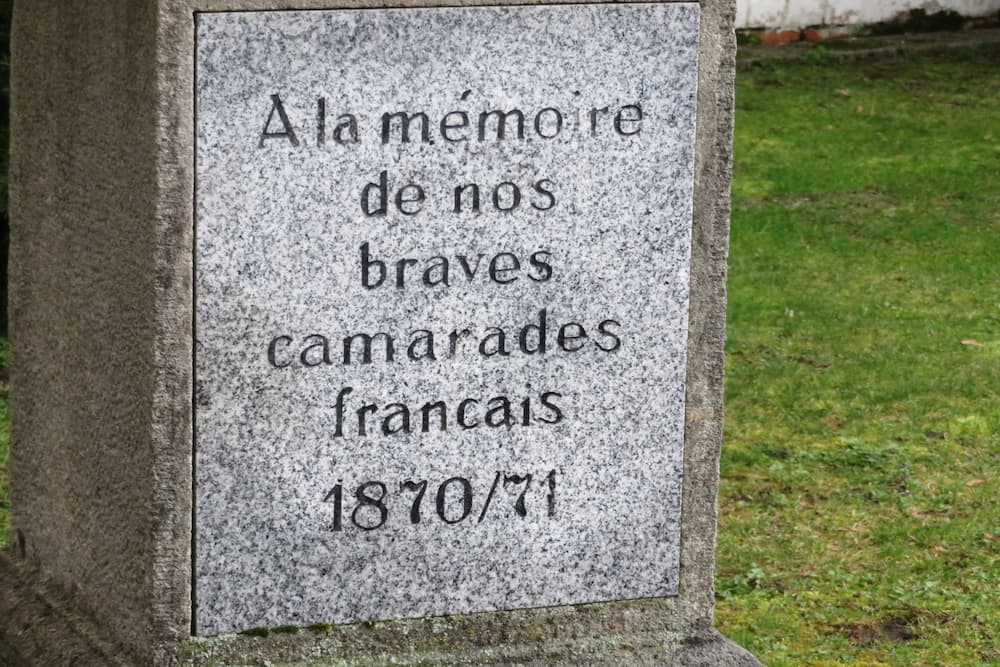 A la mémoire
de nos
braves
camarades
francais
1870/71